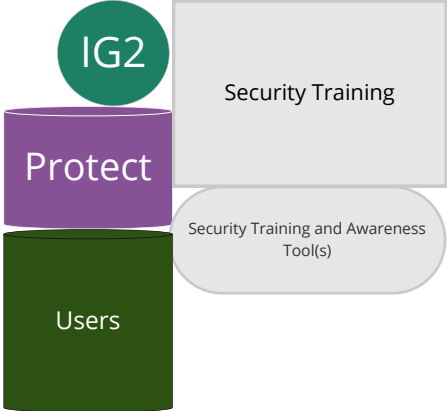 IG2
Security Training
Protect
Security Training and Awareness
Tool(s)
Users